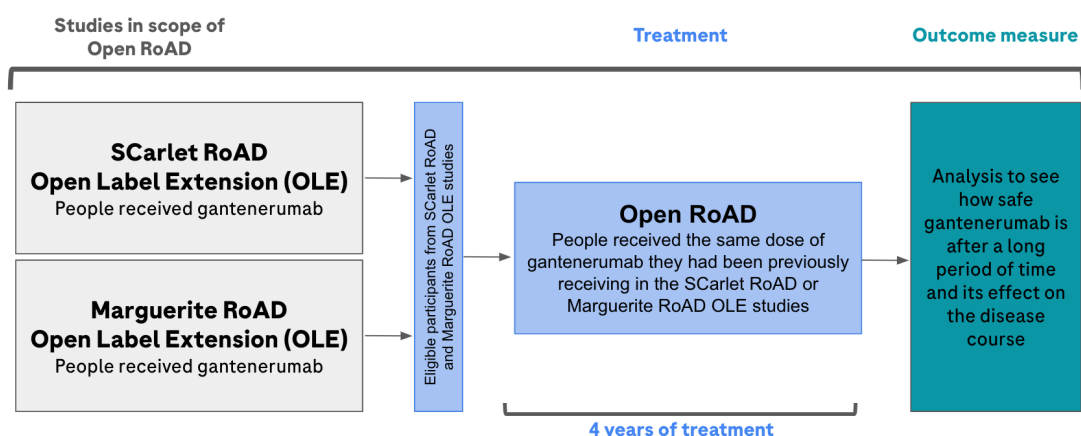 Studies in scope of
Open RoAD
Treatment
Outcome measure
SCarlet RoAD
Open Label Extension (OLE)
People received gantenerumab
Marguerite RoAD
Open Label Extension (OLE)
People received gantenerumab
Eligible participants from SCarlet RoAD
and Marguerite RoAD OLE studies
Open RoAD
People received the same dose of
gantenerumab they had been previously
receiving in the SCarlet RoAD or
Marguerite RoAD OLE studies
4 years of treatment
Analysis to see
how safe
gantenerumab is
after a long
period of time
and its effect on
the disease
course